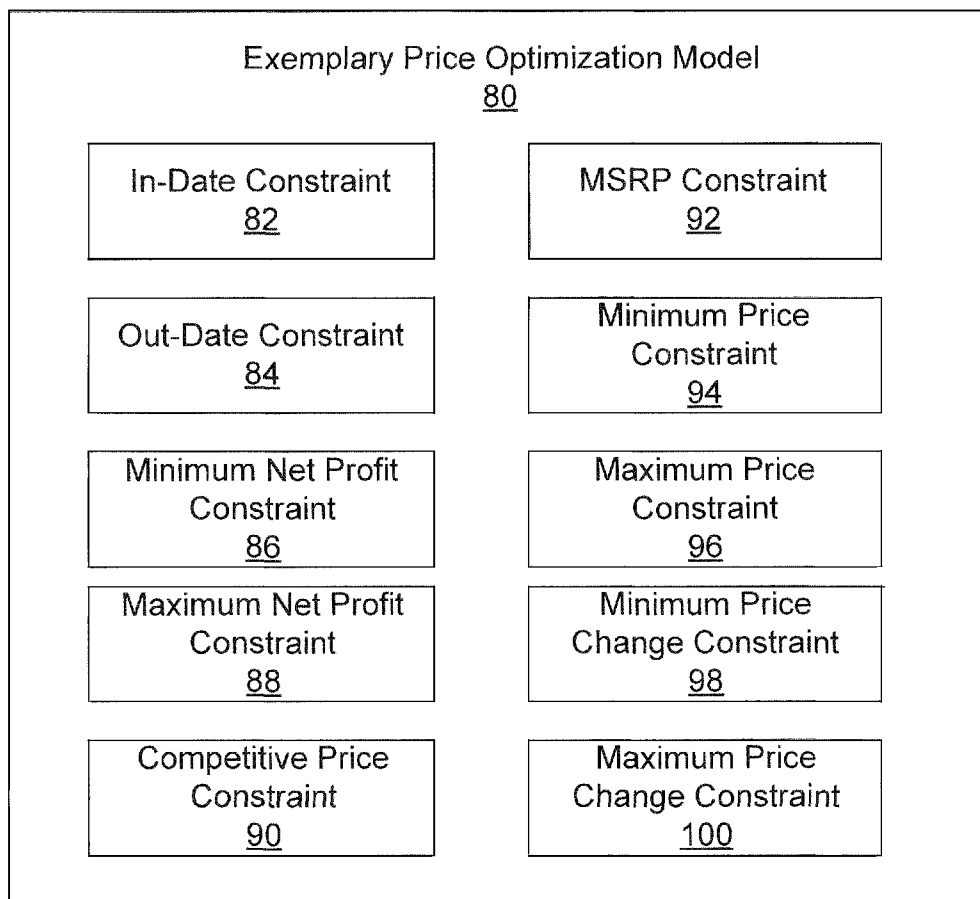 Exemplary Price Optimization Model
80
In-Date Constraint
82
MSRP Constraint
92
Out-Date Constraint
84
Minimum Price
Constraint
94
Minimum Net Profit
Constraint
86
Maximum Price
Constraint
96
Maximum Net Profit
Constraint
88
Minimum Price
Change Constraint
98
Competitive Price
Constraint
90
Maximum Price
Change Constraint
100